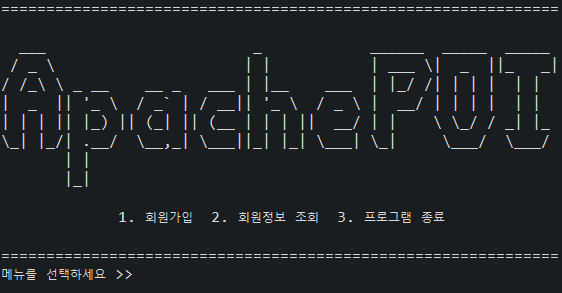 ApachePOI
1. 회원가입 2. 회원정보 조회 3. 프로그램 종료
메뉴를 선택하세요 >>